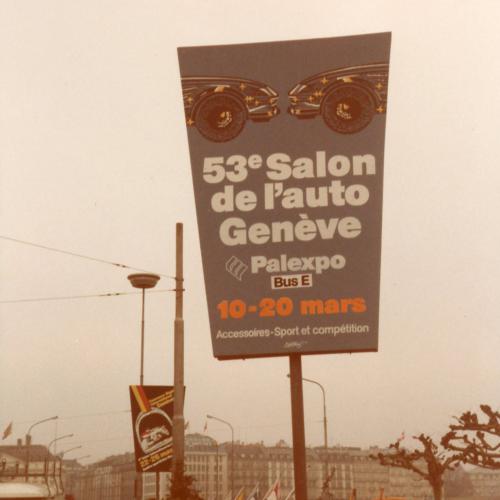 53e Salon
de l'auto
Genève
Palexpo
Bus E
10-20 mars
Accessoires-Sport et compétition